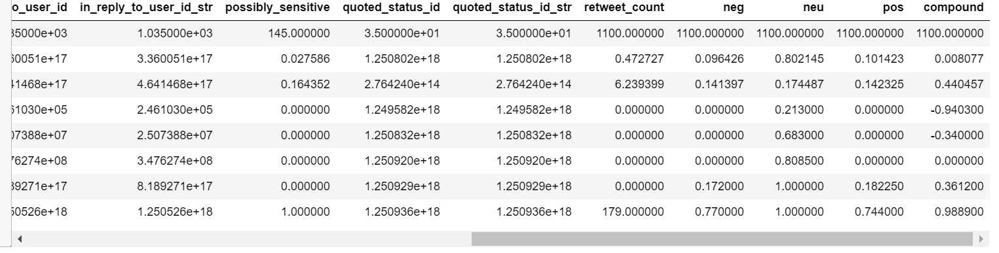 o_user_id in_reply_to_user_id_str possibly_sensitive quoted_status_id quoted_status_id_str retweet_count neg neu pos compound
35000e+03 1.035000e+03 145.000000 3.500000e+01 3.500000e+01 1100.000000 1100.000000 1100.000000 1100.000000 1100.000000
60051e+17 3.360051e+17 0.027586 1.250802e+18 1.250802e+18 0.472727 0.096426 0.802145 0.101423 0.008077
41468e+17 4.641468e+17 0.164352 2.764240e+14 2.764240e+14 6.239399 0.141397 0.174487 0.142325 0.440457
61030e+05 2.461030e+05 0.000000 1.249582e+18 1.249582e+18 0.000000 0.000000 0.213000 0.000000 -0.940300
07388e+07 2.507388e+07 0.000000 1.250832e+18 1.250832e+18 0.000000 0.000000 0.683000 0.000000 -0.340000
76274e+08 3.476274e+08 0.000000 1.250920e+18 1.250920e+18 0.000000 0.000000 0.808500 0.000000 0.000000
89271e+17 8.189271e+17 0.000000 1.250929e+18 1.250929e+18 0.000000 0.172000 1.000000 0.182250 0.361200
50526e+18 1.250526e+18 1.000000 1.250936e+18 1.250936e+18 179.000000 0.770000 1.000000 0.744000 0.988900